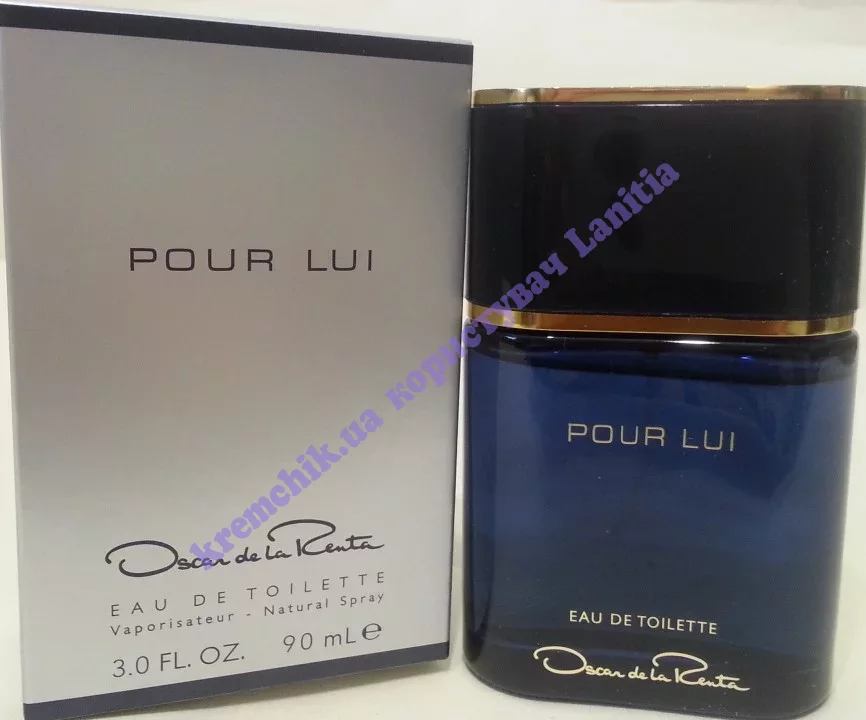 POUR LUI
Oscar de la Renta
EAU DE TOILETTE
Vaporisateur - Natural Spray
3.0 FL. OZ. 90 mL e
POUR LUI
EAU DE TOILETTE
Oscar de la Renta
kremchik.ua користувач Lanitia